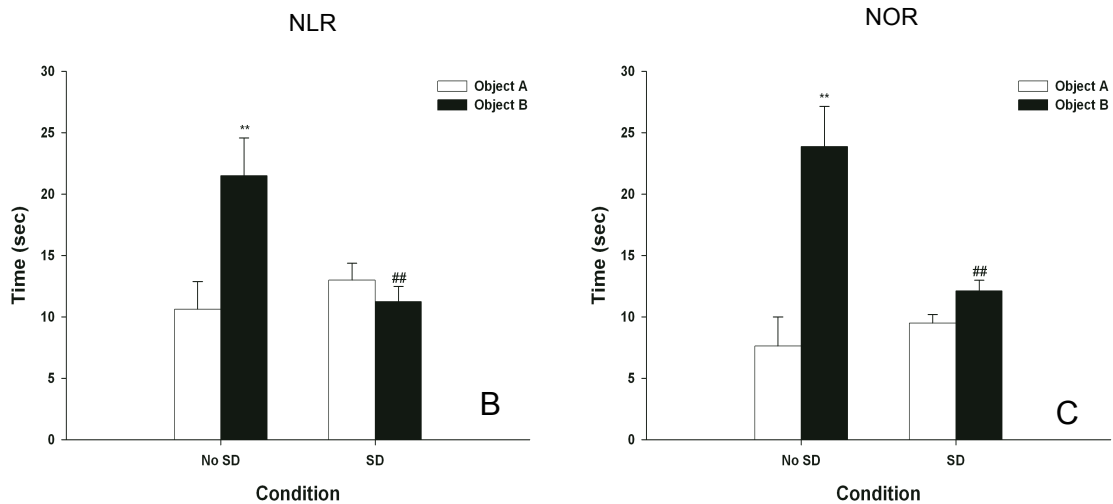 NLR
30
25
20
15
10
5
0
Time (sec)
Object A
Object B
**
##
No SD
SD
Condition
B
NOR
30
25
20
15
10
5
0
Time (sec)
Object A
Object B
**
##
No SD
SD
Condition
C